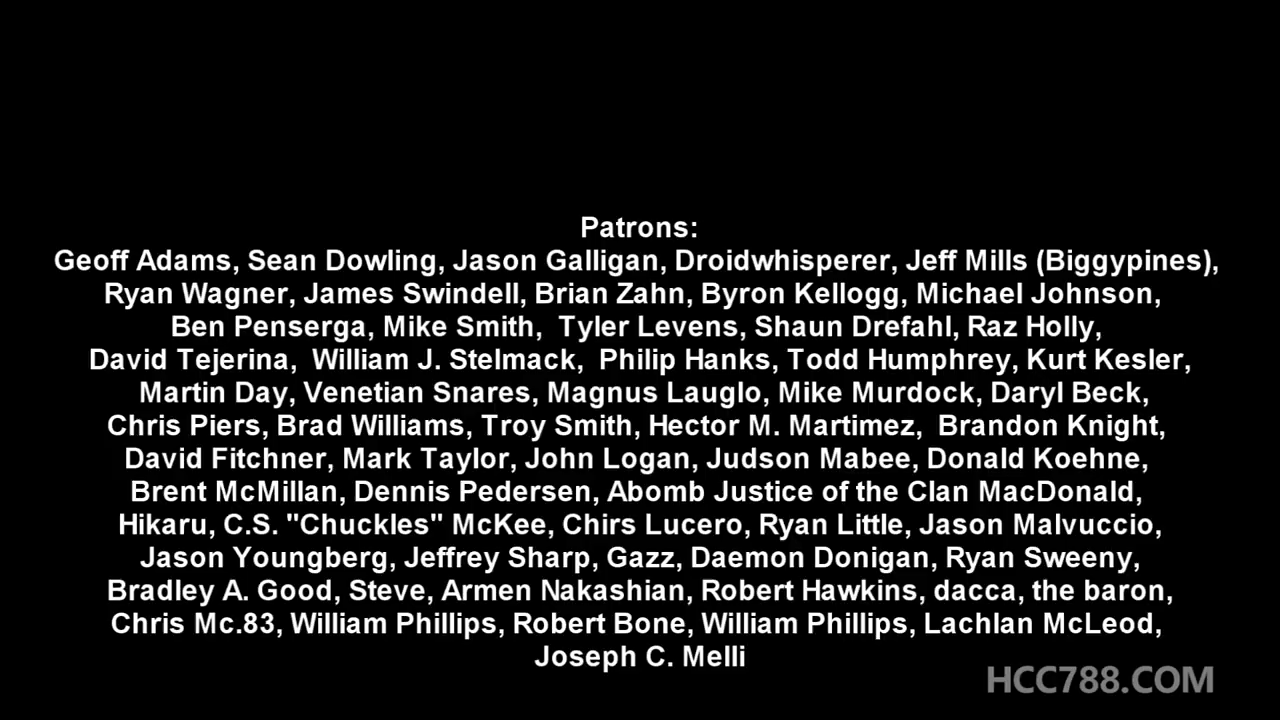 Patrons:
Geoff Adams, Sean Dowling, Jason Galligan, Droidwhisperer, Jeff Mills (Biggypines),
Ryan Wagner, James Swindell, Brian Zahn, Byron Kellogg, Michael Johnson,
Ben Penserga, Mike Smith,  Tyler Levens, Shaun Drefahl, Raz Holly,
David Tejerina,  William J. Stelmack,  Philip Hanks, Todd Humphrey, Kurt Kesler,
Martin Day, Venetian Snares, Magnus Lauglo, Mike Murdock, Daryl Beck,
Chris Piers, Brad Williams, Troy Smith, Hector M. Martimez,  Brandon Knight,
David Fitchner, Mark Taylor, John Logan, Judson Mabee, Donald Koehne,
Brent McMillan, Dennis Pedersen, Abomb Justice of the Clan MacDonald,
Hikaru, C.S. "Chuckles" McKee, Chirs Lucero, Ryan Little, Jason Malvuccio,
Jason Youngberg, Jeffrey Sharp, Gazz, Daemon Donigan, Ryan Sweeny,
Bradley A. Good, Steve, Armen Nakashian, Robert Hawkins, dacca, the baron,
Chris Mc.83, William Phillips, Robert Bone, William Phillips, Lachlan McLeod,
Joseph C. Melli
HCC788.COM